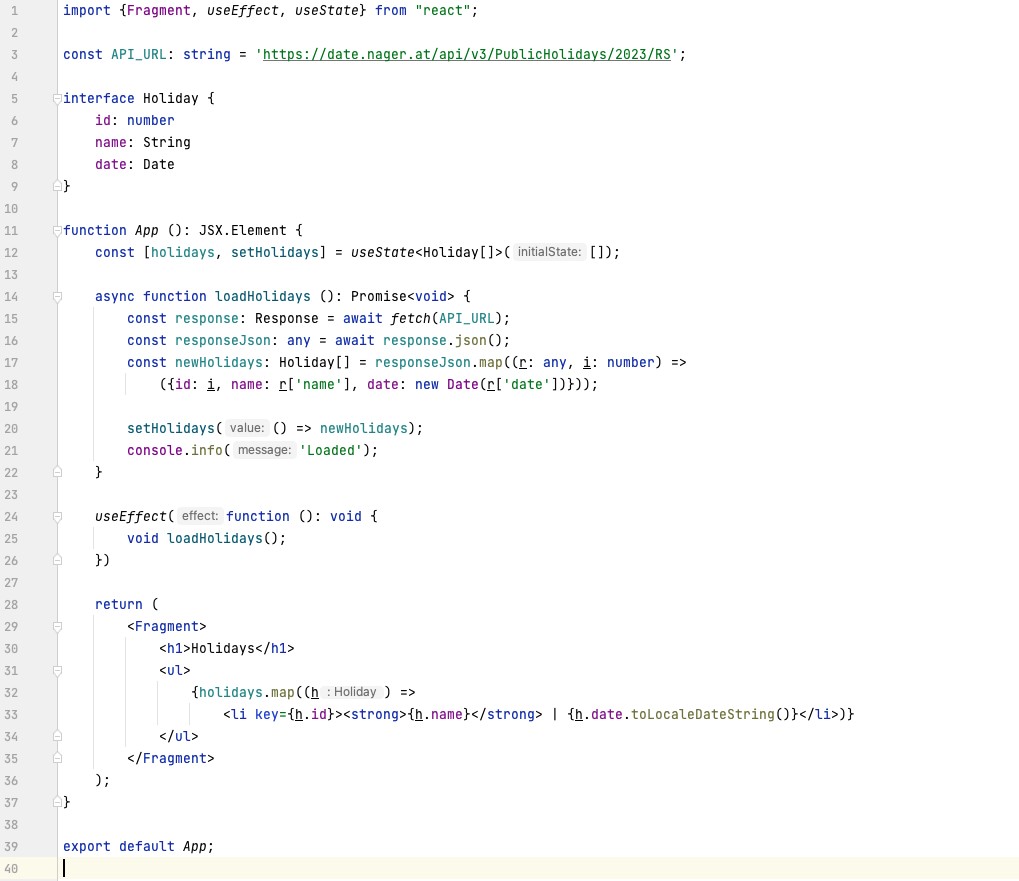 1 import {Fragment, useEffect, useState} from "react";
2
3 const API_URL: string = 'https://date.nager.at/api/v3/PublicHolidays/2023/RS';
4
5 interface Holiday {
6     id: number
7     name: String
8     date: Date
9 }
10
11 function App (): JSX.Element {
12     const [holidays, setHolidays] = useState<Holiday[]>( initialState: []);
13
14     async function loadHolidays (): Promise<void> {
15         const response: Response = await fetch(API_URL);
16         const responseJson: any = await response.json();
17         const newHolidays: Holiday[] = responseJson.map((r: any, i: number) =>
18             ({id: i, name: r['name'], date: new Date(r['date'])}));
19
20         setHolidays( value: () => newHolidays);
21         console.info( message: 'Loaded');
22     }
23
24     useEffect( effect: function (): void {
25         void loadHolidays();
26     })
27
28     return (
29         <Fragment>
30             <h1>Holidays</h1>
31             <ul>
32                 {holidays.map((h : Holiday ) =>
33                     <li key={h.id}><strong>{h.name}</strong> | {h.date.toLocaleDateString()}</li>)}
34             </ul>
35         </Fragment>
36     );
37 }
38
39 export default App;
40